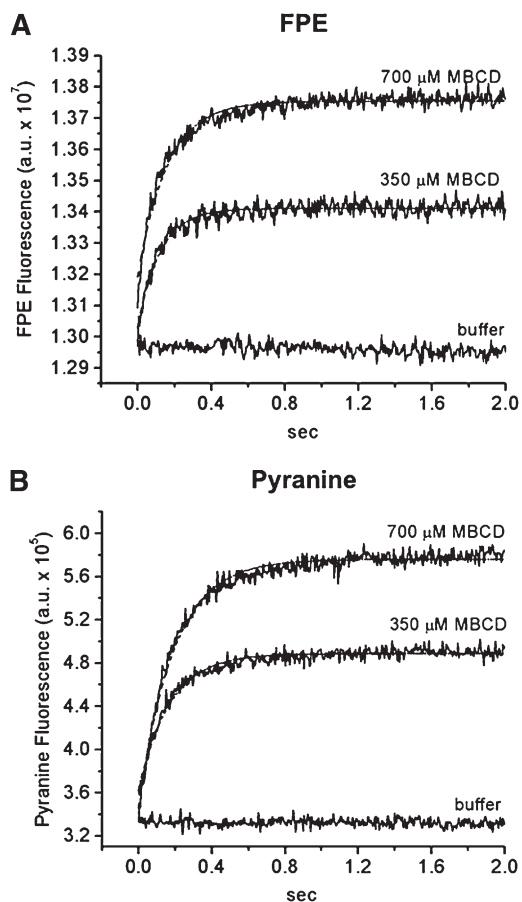 A
FPE
FPE Fluorescence (a.u. x 10⁷)
1.39
1.38
1.37
1.36
1.35
1.34
1.33
1.32
1.31
1.30
1.29
700 μM MBCD
350 μM MBCD
buffer
0.0 0.4 0.8 1.2 1.6 2.0
sec
B
Pyranine
Pyranine Fluorescence (a.u. x 10⁵)
6.0
5.6
5.2
4.8
4.4
4.0
3.6
3.2
700 μM MBCD
350 μM MBCD
buffer
0.0 0.4 0.8 1.2 1.6 2.0
sec